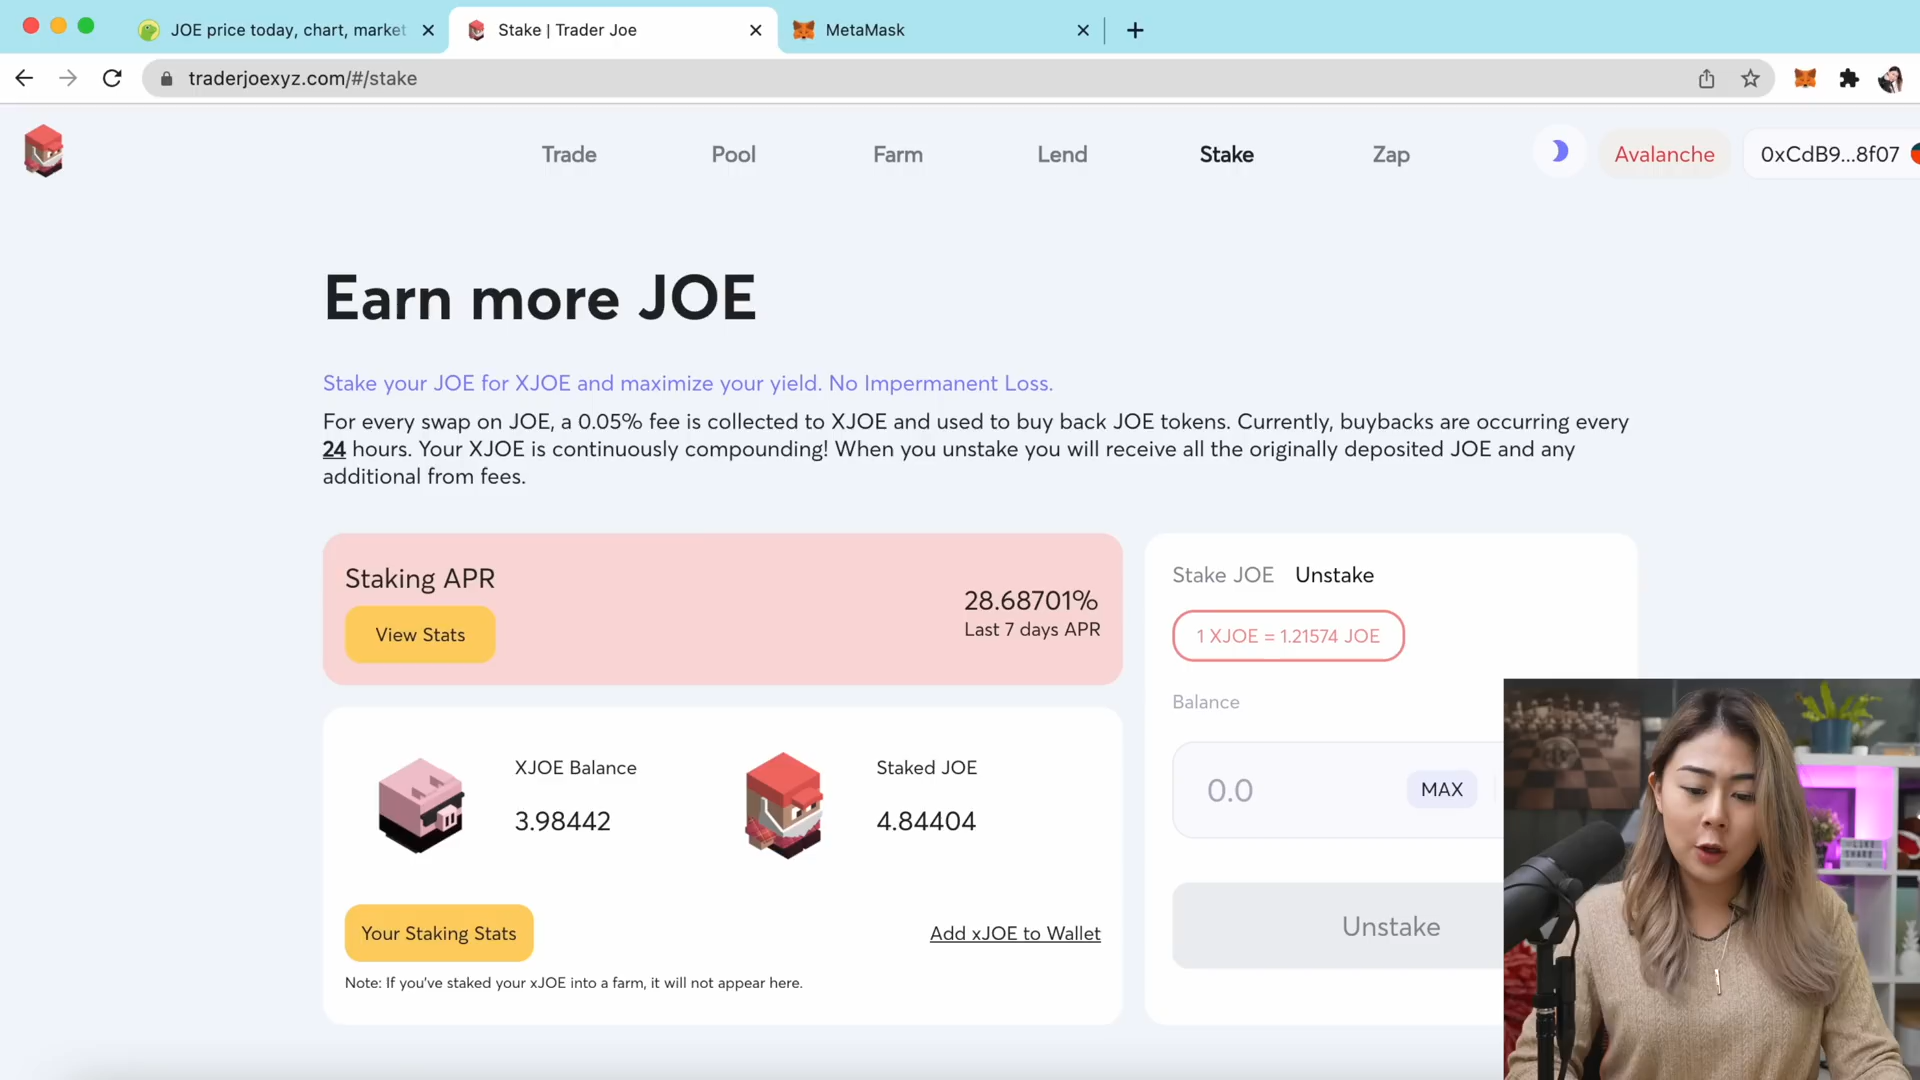 JOE price today, chart, market
Stake | Trader Joe
MetaMask
traderjoexyz.com/#/stake
Trade
Pool
Farm
Lend
Stake
Zap
Avalanche
0xCdB9...8f07
Earn more JOE
Stake your JOE for XJOE and maximize your yield. No Impermanent Loss.
For every swap on JOE, a 0.05% fee is collected to XJOE and used to buy back JOE tokens. Currently, buybacks are occurring every
24 hours. Your XJOE is continuously compounding! When you unstake you will receive all the originally deposited JOE and any
additional from fees.
Staking APR
View Stats
28.68701%
Last 7 days APR
Stake JOE Unstake
1 XJOE = 1.21574 JOE
Balance
0.0
MAX
Unstake
XJOE Balance
3.98442
Staked JOE
4.84404
Your Staking Stats
Add xJOE to Wallet
Note: If you've staked your xJOE into a farm, it will not appear here.
LIKE
SHARE